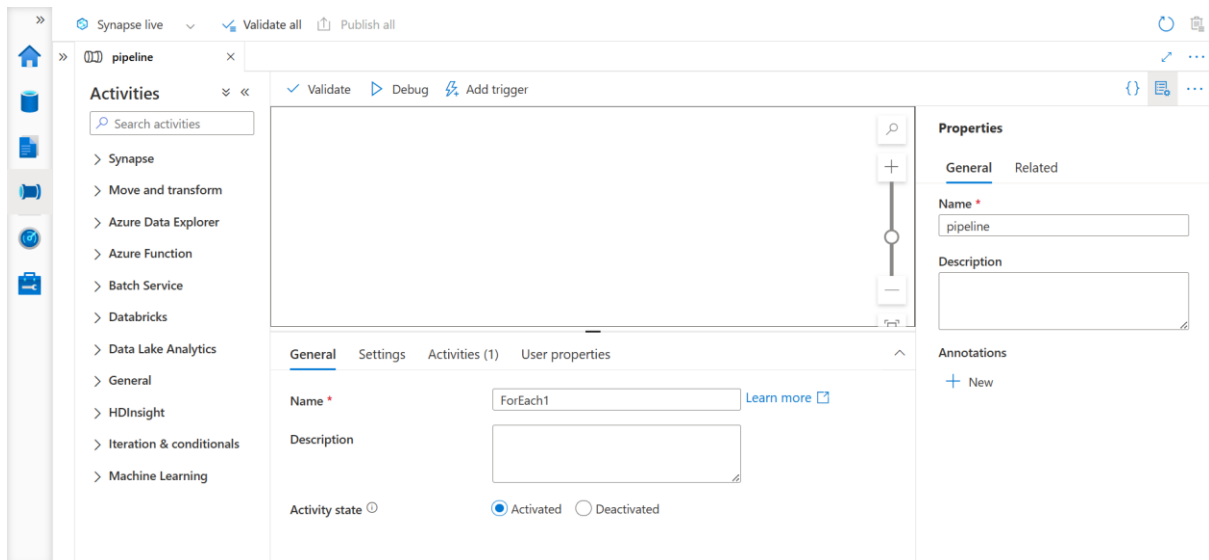 Synapse live
Validate all
Publish all
pipeline
Activities
Search activities
Synapse
Move and transform
Azure Data Explorer
Azure Function
Batch Service
Databricks
Data Lake Analytics
General
HDInsight
Iteration & conditionals
Machine Learning
Validate
Debug
Add trigger
General
Settings
Activities (1)
User properties
Name *
ForEach1
Learn more
Description
Activity state
Activated
Deactivated
Properties
General
Related
Name *
pipeline
Description
Annotations
New